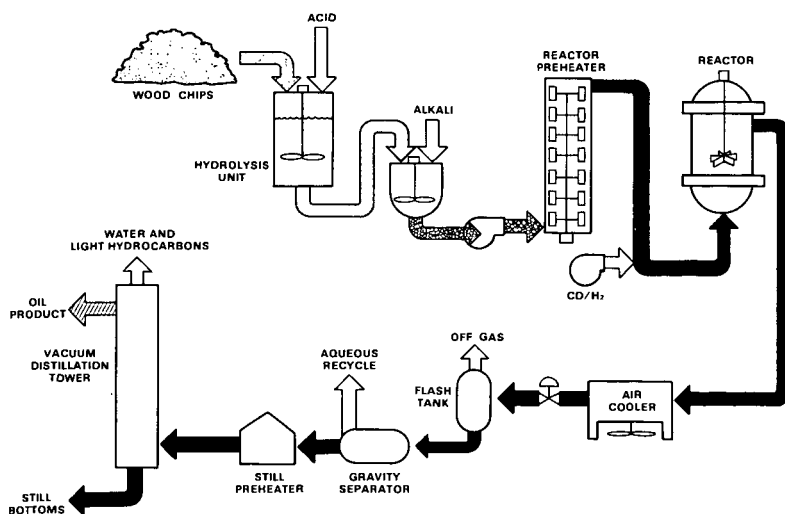 ACID
WOOD CHIPS
HYDROLYSIS
UNIT
ALKALI
REACTOR
PREHEATER
REACTOR
CD/H₂
WATER AND
LIGHT HYDROCARBONS
OIL
PRODUCT
VACUUM
DISTILLATION
TOWER
STILL
BOTTOMS
STILL
PREHEATER
AQUEOUS
RECYCLE
GRAVITY
SEPARATOR
OFF GAS
FLASH
TANK
AIR
COOLER